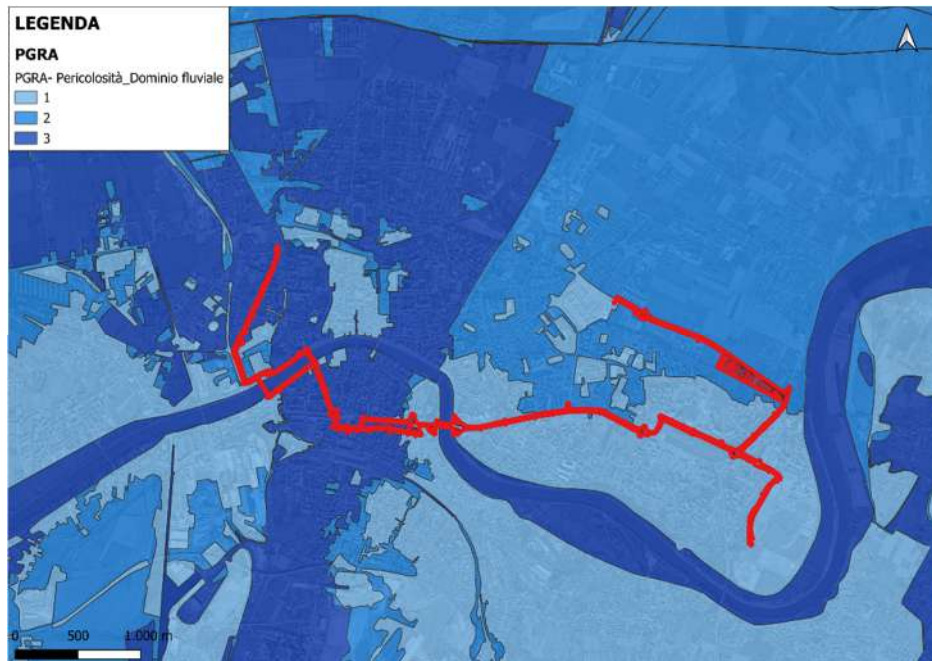 LEGENDA
PGRA
PGRA- Pericolosità_Dominio fluviale
1
2
3
0 500 1.000 m